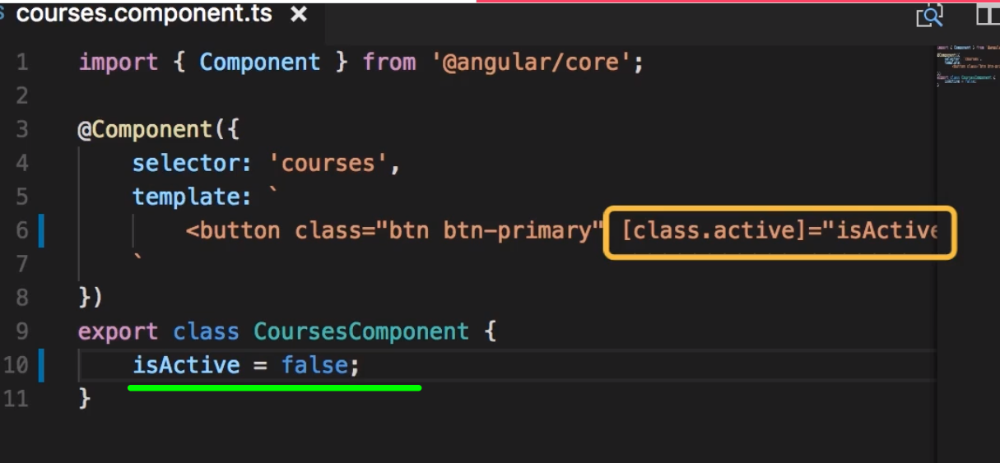 courses.component.ts ×
1 import { Component } from '@angular/core';
2
3 @Component({
4 selector: 'courses',
5 template: `
6 <button class="btn btn-primary" [class.active]="isActive
7 `
8 })
9 export class CoursesComponent {
10 isActive = false;
11 }